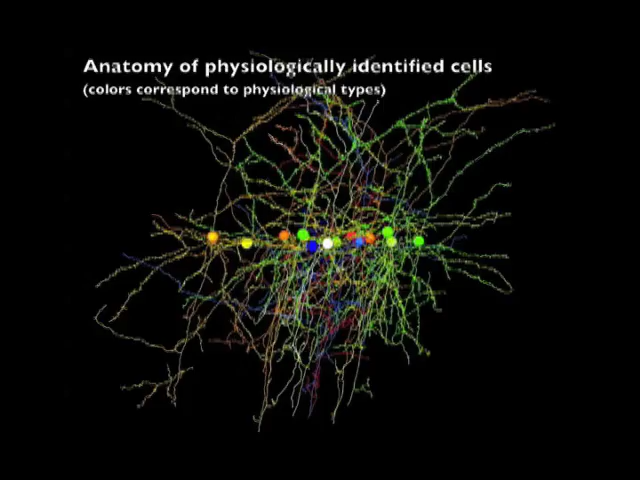 Anatomy of physiologically identified cells
(colors correspond to physiological types)